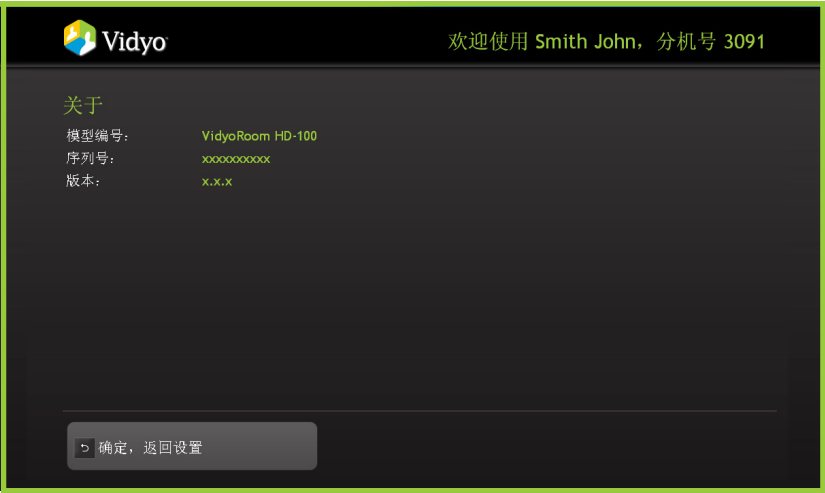 Vidyo
欢迎使用 Smith John，分机号 3091
关于
模型编号： VidyoRoom HD-100
序列号： xxxxxxxxxx
版本： x.x.x
确定，返回设置